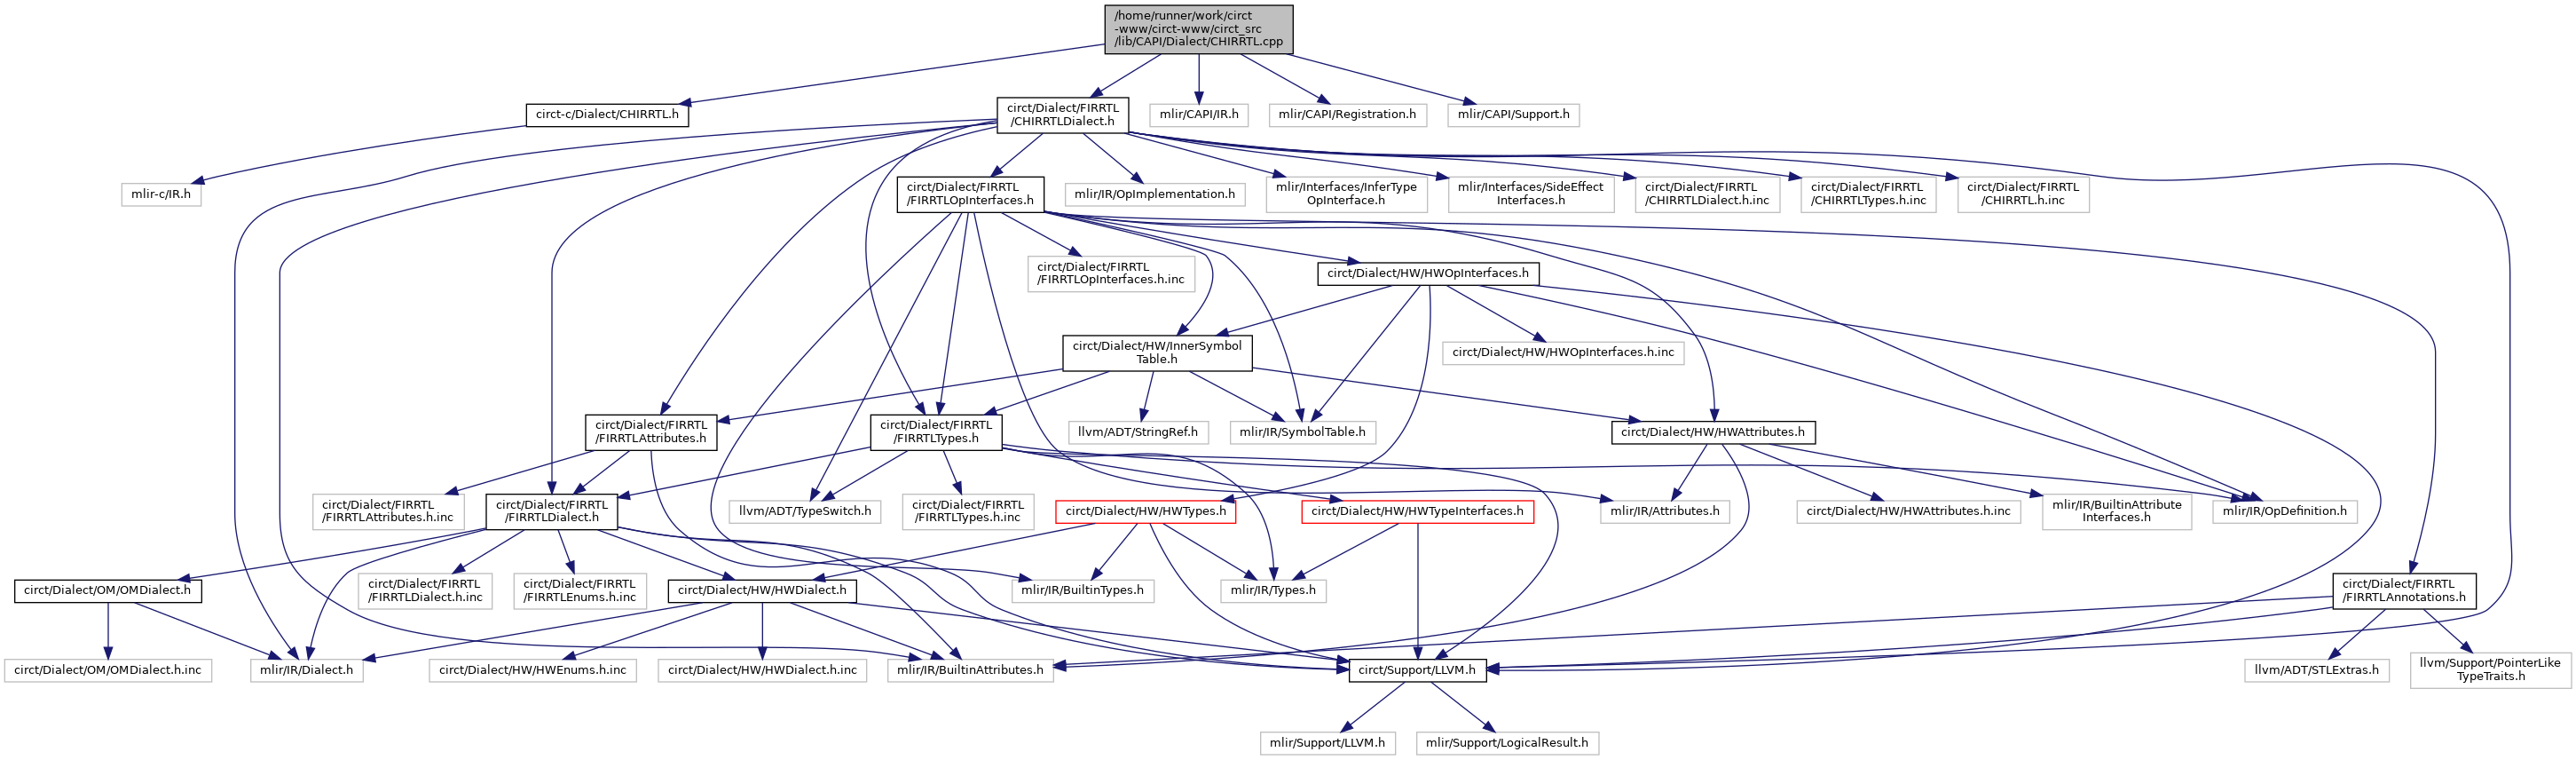 /home/runner/work/circt
-www/circt-www/circt_src
/lib/CAPI/Dialect/CHIRRTL.cpp
circt-c/Dialect/CHIRRTL.h
circt/Dialect/FIRRTL
/CHIRRTLDialect.h
mlir/CAPI/IR.h
mlir/CAPI/Registration.h
mlir/CAPI/Support.h
mlir-c/IR.h
circt/Dialect/FIRRTL
/FIRRTLOpInterfaces.h
mlir/IR/OpImplementation.h
mlir/Interfaces/InferType
OpInterface.h
mlir/Interfaces/SideEffect
Interfaces.h
circt/Dialect/FIRRTL
/CHIRRTLDialect.h.inc
circt/Dialect/FIRRTL
/CHIRRTLTypes.h.inc
circt/Dialect/FIRRTL
/CHIRRTL.h.inc
circt/Dialect/FIRRTL
/FIRRTLOpInterfaces.h.inc
circt/Dialect/HW/HWOpInterfaces.h
circt/Dialect/HW/InnerSymbol
Table.h
circt/Dialect/HW/HWOpInterfaces.h.inc
circt/Dialect/FIRRTL
/FIRRTLAttributes.h
circt/Dialect/FIRRTL
/FIRRTLTypes.h
llvm/ADT/StringRef.h
mlir/IR/SymbolTable.h
circt/Dialect/HW/HWAttributes.h
circt/Dialect/FIRRTL
/FIRRTLAttributes.h.inc
circt/Dialect/FIRRTL
/FIRRTLDialect.h
llvm/ADT/TypeSwitch.h
circt/Dialect/FIRRTL
/FIRRTLTypes.h.inc
circt/Dialect/HW/HWTypes.h
circt/Dialect/HW/HWTypeInterfaces.h
mlir/IR/Attributes.h
circt/Dialect/HW/HWAttributes.h.inc
mlir/IR/BuiltinAttribute
Interfaces.h
mlir/IR/OpDefinition.h
circt/Dialect/OM/OMDialect.h
circt/Dialect/FIRRTL
/FIRRTLDialect.h.inc
circt/Dialect/FIRRTL
/FIRRTLEnums.h.inc
circt/Dialect/HW/HWDialect.h
mlir/IR/BuiltinTypes.h
mlir/IR/Types.h
circt/Dialect/FIRRTL
/FIRRTLAnnotations.h
circt/Dialect/OM/OMDialect.h.inc
mlir/IR/Dialect.h
circt/Dialect/HW/HWEnums.h.inc
circt/Dialect/HW/HWDialect.h.inc
mlir/IR/BuiltinAttributes.h
circt/Support/LLVM.h
llvm/ADT/STLExtras.h
llvm/Support/PointerLike
TypeTraits.h
mlir/Support/LLVM.h
mlir/Support/LogicalResult.h